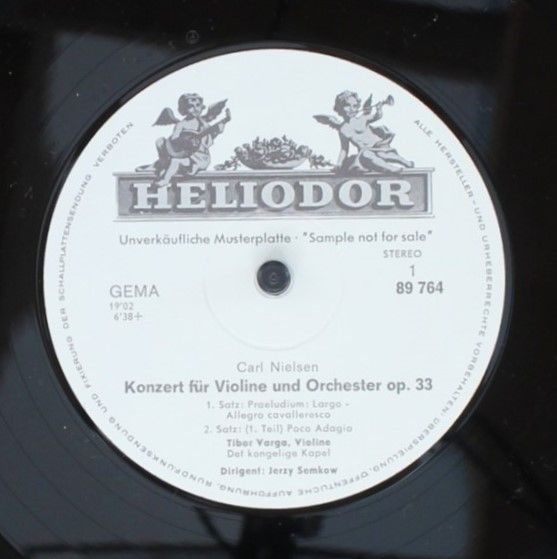 HELIODOR
Unverkäufliche Musterplatte · "Sample not for sale"
STEREO
1
GEMA
89 764
19'02
6'38+
Carl Nielsen
Konzert für Violine und Orchester op. 33
1. Satz: Praeludium: Largo -
Allegro cavalleresco
2. Satz: (1. Teil) Poco Adagio
Tibor Varga, Violine
Det kongelige Kapel
Dirigent: Jerzy Semkow
ALLE HERSTELLER- UND URHEBERRECHTE VORBEHALTEN · ÜBERSPIELUNG, ÖFFENTLICHE AUFFÜHRUNG, RUNDFUNKSENDUNG UND FIXIERUNG DER SCHALLPLATTENSENDUNG VERBOTEN